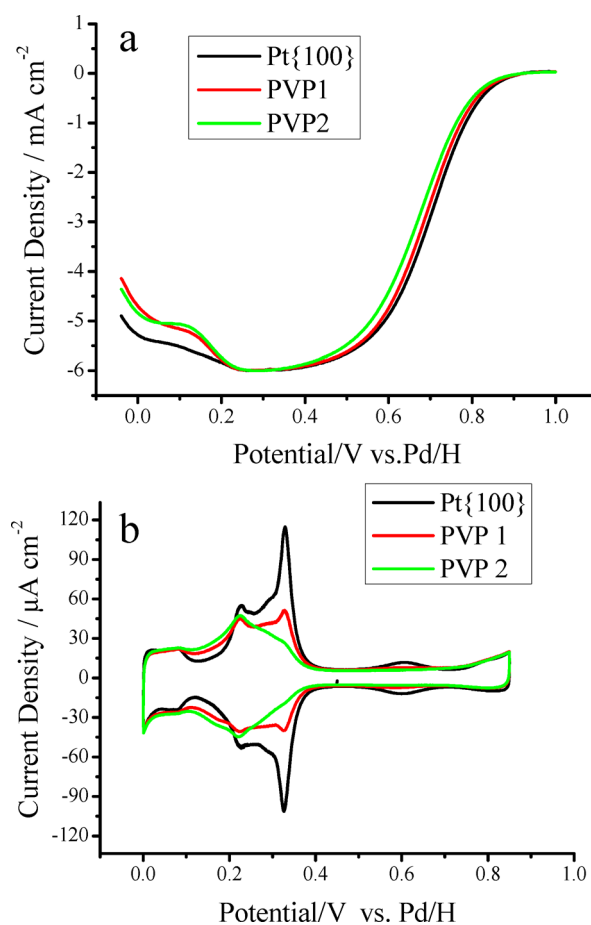 a
Pt{100}
PVP1
PVP2
1
0
-1
-2
-3
-4
-5
-6
Current Density / mA cm⁻²
0.0 0.2 0.4 0.6 0.8 1.0
Potential/V vs.Pd/H
b
Pt{100}
PVP 1
PVP 2
120
90
60
30
0
-30
-60
-90
-120
Current Density / µA cm⁻²
0.0 0.2 0.4 0.6 0.8 1.0
Potential/V vs. Pd/H